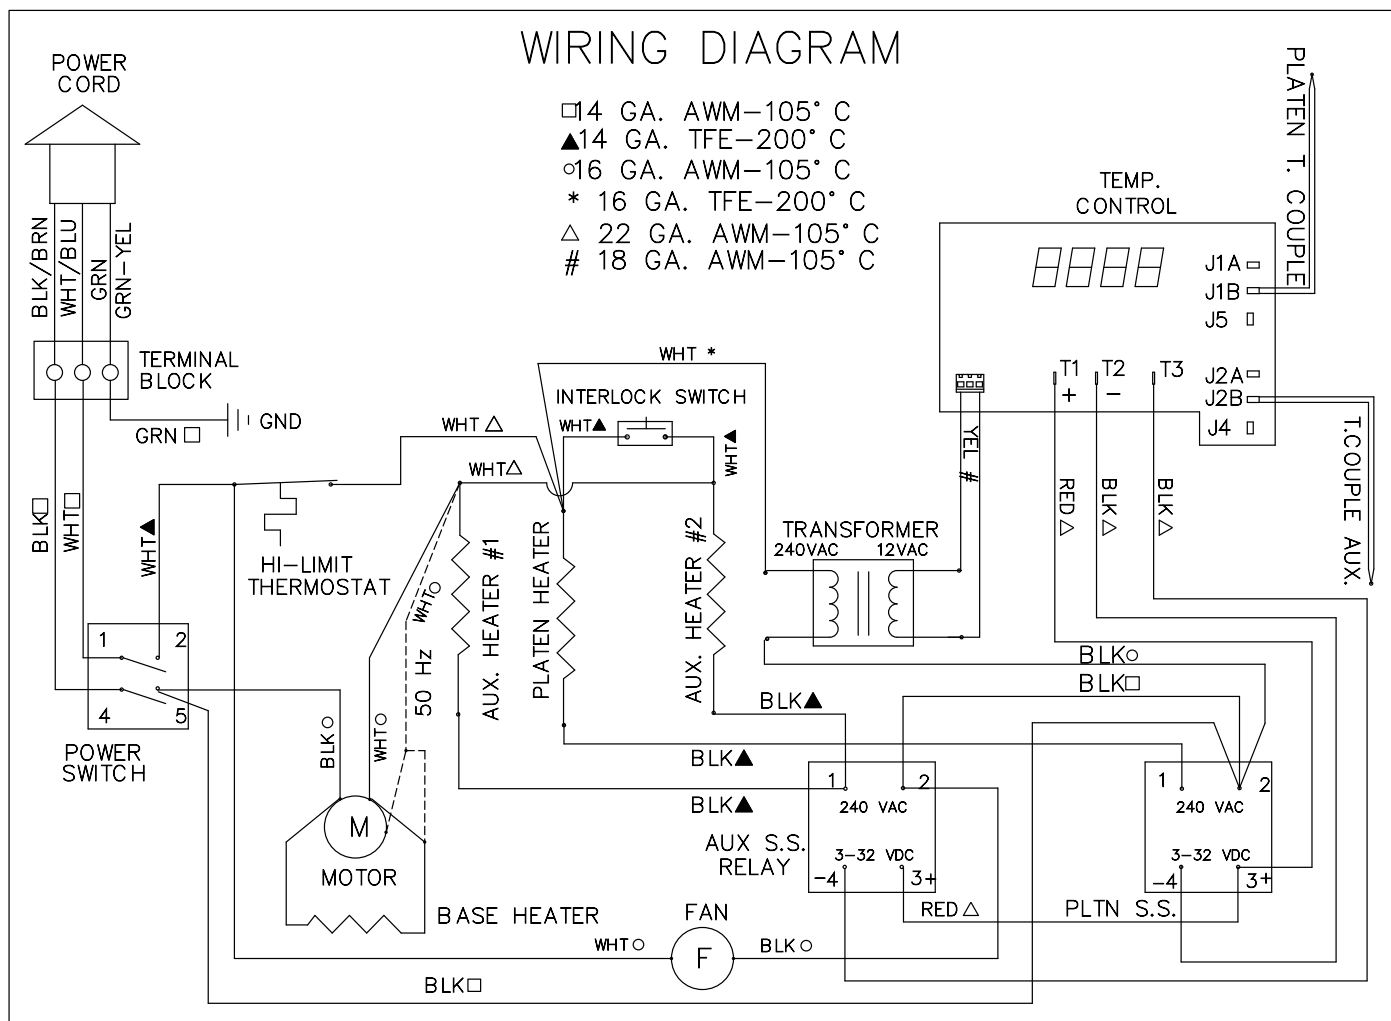 WIRING DIAGRAM
□14 GA. AWM-105° C
▲14 GA. TFE-200° C
○16 GA. AWM-105° C
* 16 GA. TFE-200° C
△ 22 GA. AWM-105° C
# 18 GA. AWM-105° C
POWER
CORD
BLK/BRN
WHT/BLU
GRN
GRN-YEL
TERMINAL
BLOCK
GND
GRN □
BLK□
WHT□
WHT▲
HI-LIMIT
THERMOSTAT
1
2
4
5
POWER
SWITCH
WHT *
INTERLOCK SWITCH
WHT▲
WHT▲
WHT △
WHT△
WHT○
50 Hz
AUX. HEATER #1
PLATEN HEATER
AUX. HEATER #2
BLK○
WHT○
M
MOTOR
BASE HEATER
TRANSFORMER
240VAC
12VAC
YEL #
TEMP.
CONTROL
J1A
J1B
J5
J2A
J2B
J4
T1
+
T2
-
T3
PLATEN T. COUPLE
T.COUPLE AUX.
RED△
BLK△
BLK△
BLK○
BLK□
BLK▲
BLK▲
BLK▲
1
2
240 VAC
3-32 VDC
-4
3+
AUX S.S.
RELAY
1
2
240 VAC
3-32 VDC
-4
3+
RED△
PLTN S.S.
FAN
F
WHT○
BLK○
BLK□